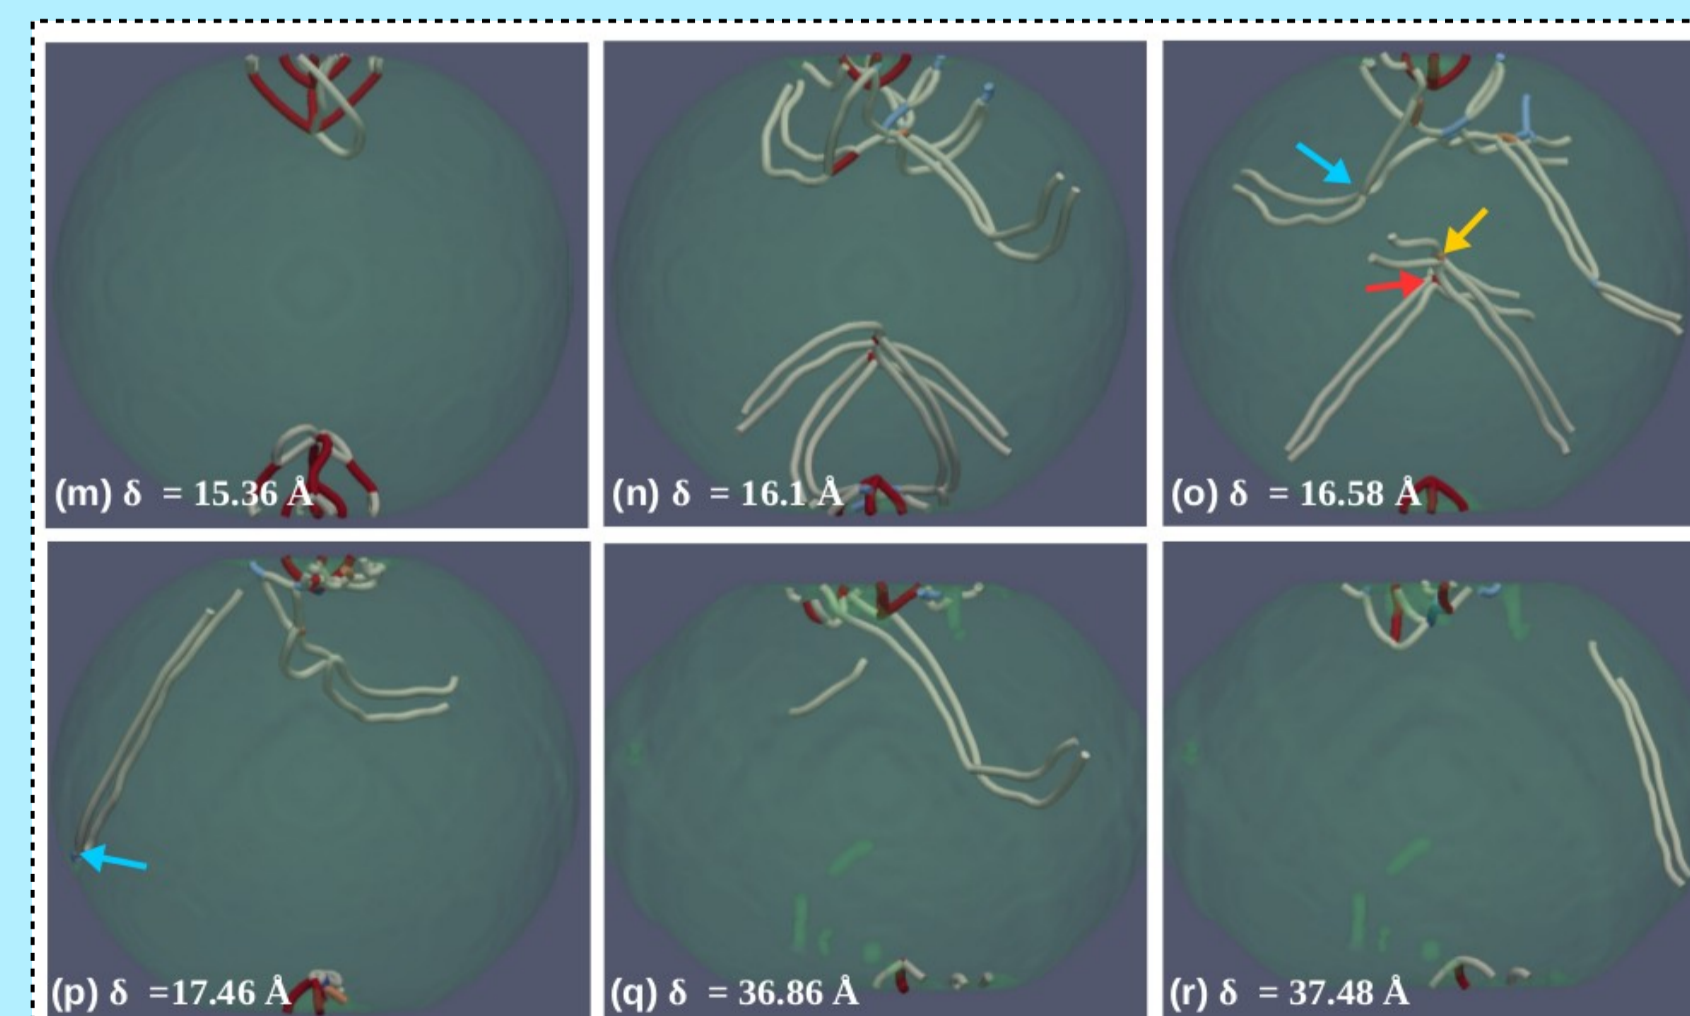 (m) δ = 15.36 Å
(n) δ = 16.1 Å
(o) δ = 16.58 Å
(p) δ =17.46 Å
(q) δ = 36.86 Å
(r) δ = 37.48 Å